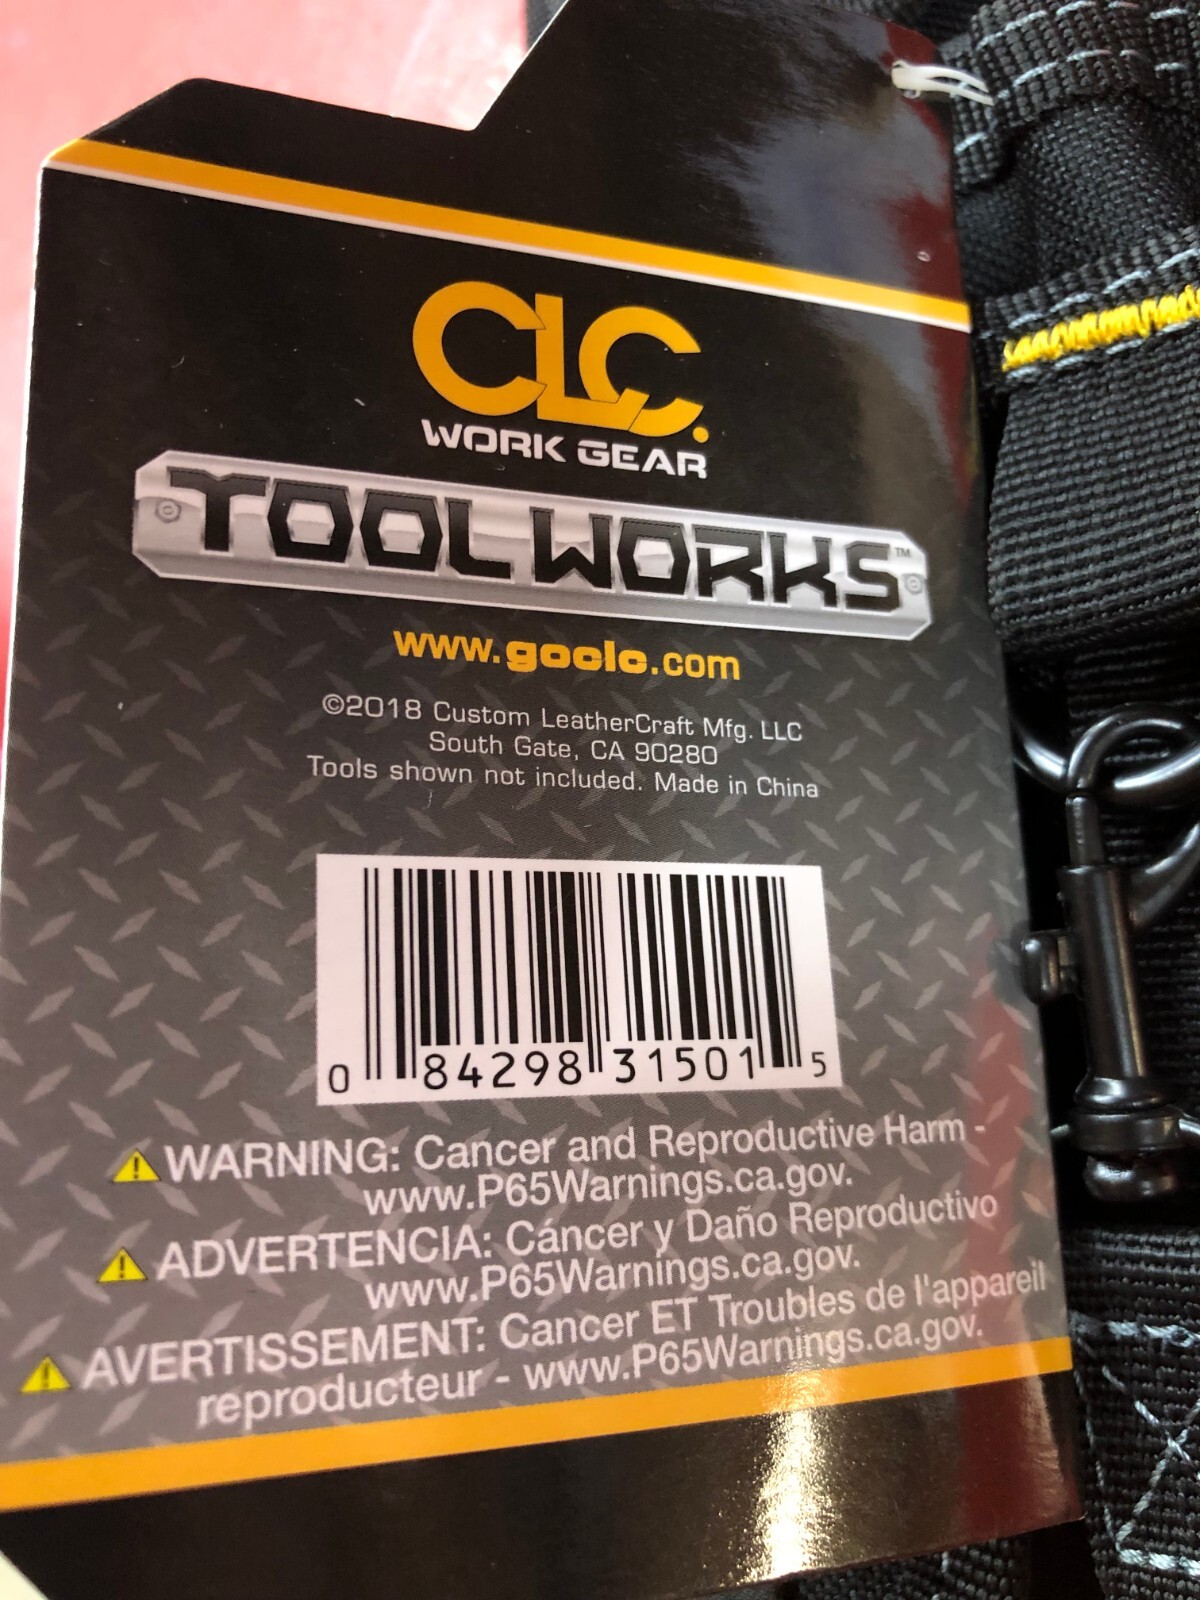 CLC.
WORK GEAR
TOOLWORKS™
www.goclc.com
©2018 Custom LeatherCraft Mfg. LLC
South Gate, CA 90280
Tools shown not included. Made in China
0 84298 31501 5
WARNING: Cancer and Reproductive Harm -
www.P65Warnings.ca.gov.
ADVERTENCIA: Cáncer y Daño Reproductivo
www.P65Warnings.ca.gov.
AVERTISSEMENT: Cancer ET Troubles de l'appareil
reproducteur - www.P65Warnings.ca.gov.